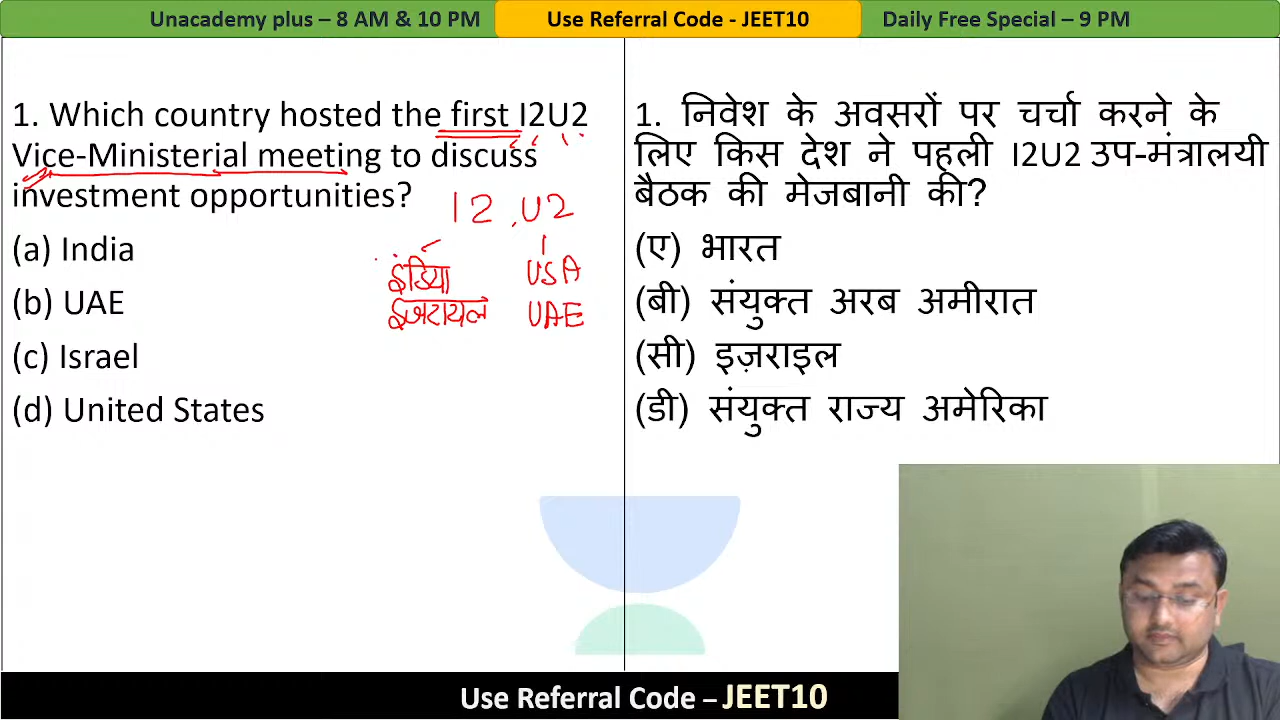 Unacademy plus – 8 AM & 10 PM
Use Referral Code - JEET10
Daily Free Special – 9 PM
1. Which country hosted the first I2U2
Vice-Ministerial meeting to discuss
investment opportunities?
(a) India
(b) UAE
(c) Israel
(d) United States
I2, U2
इंडिया
USA
इजरायल
UAE
1. निवेश के अवसरों पर चर्चा करने के
लिए किस देश ने पहली I2U2 उप-मंत्रालयी
बैठक की मेजबानी की?
(ए) भारत
(बी) संयुक्त अरब अमीरात
(सी) इज़राइल
(डी) संयुक्त राज्य अमेरिका
Use Referral Code – JEET10